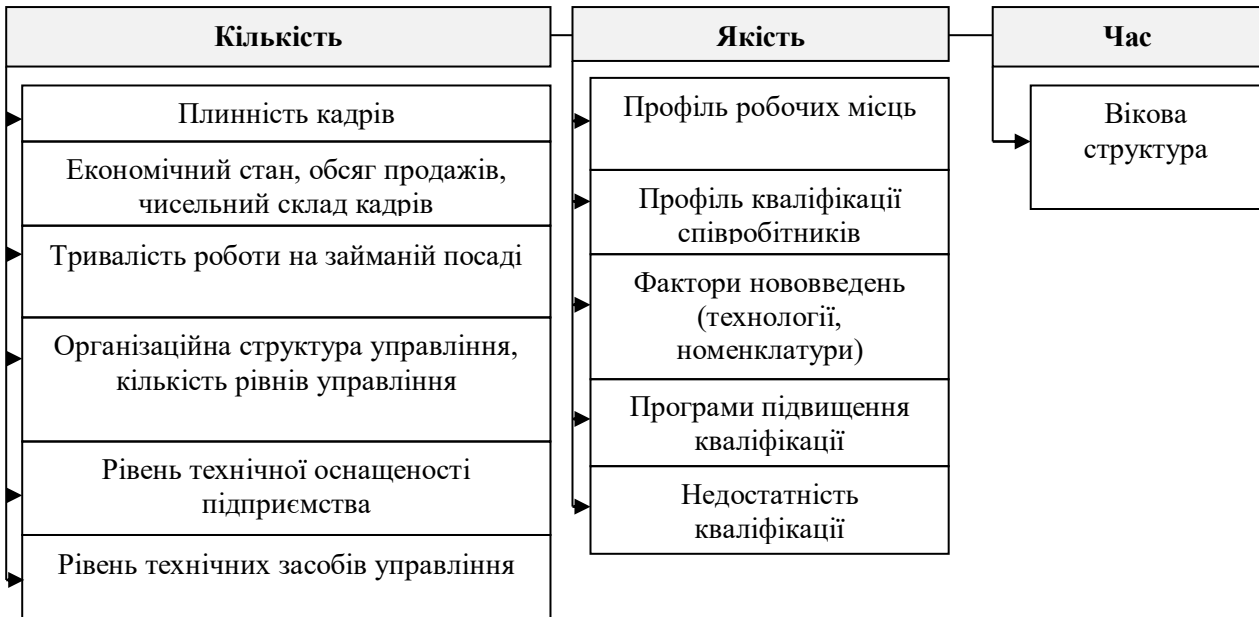 Кількість
Плинність кадрів
Економічний стан, обсяг продажів,
чисельний склад кадрів
Тривалість роботи на займаній посаді
Організаційна структура управління,
кількість рівнів управління
Рівень технічної оснащеності
підприємства
Рівень технічних засобів управління
Якість
Профіль робочих місць
Профіль кваліфікації
співробітників
Фактори нововведень
(технології,
номенклатури)
Програми підвищення
кваліфікації
Недостатність
кваліфікації
Час
Вікова
структура